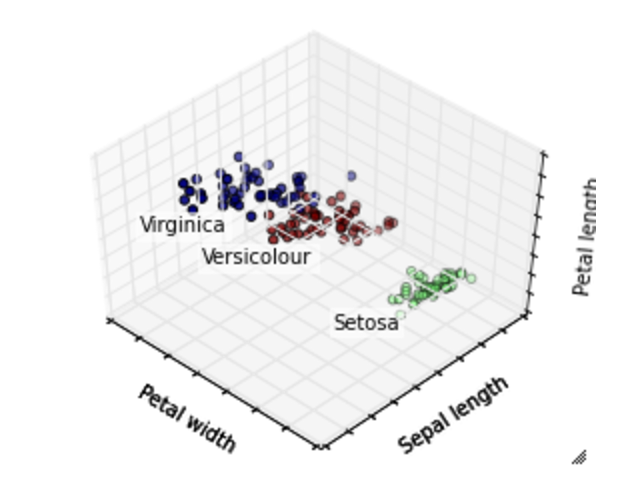 Virginica
Versicolour
Setosa
Petal length
Petal width
Sepal length